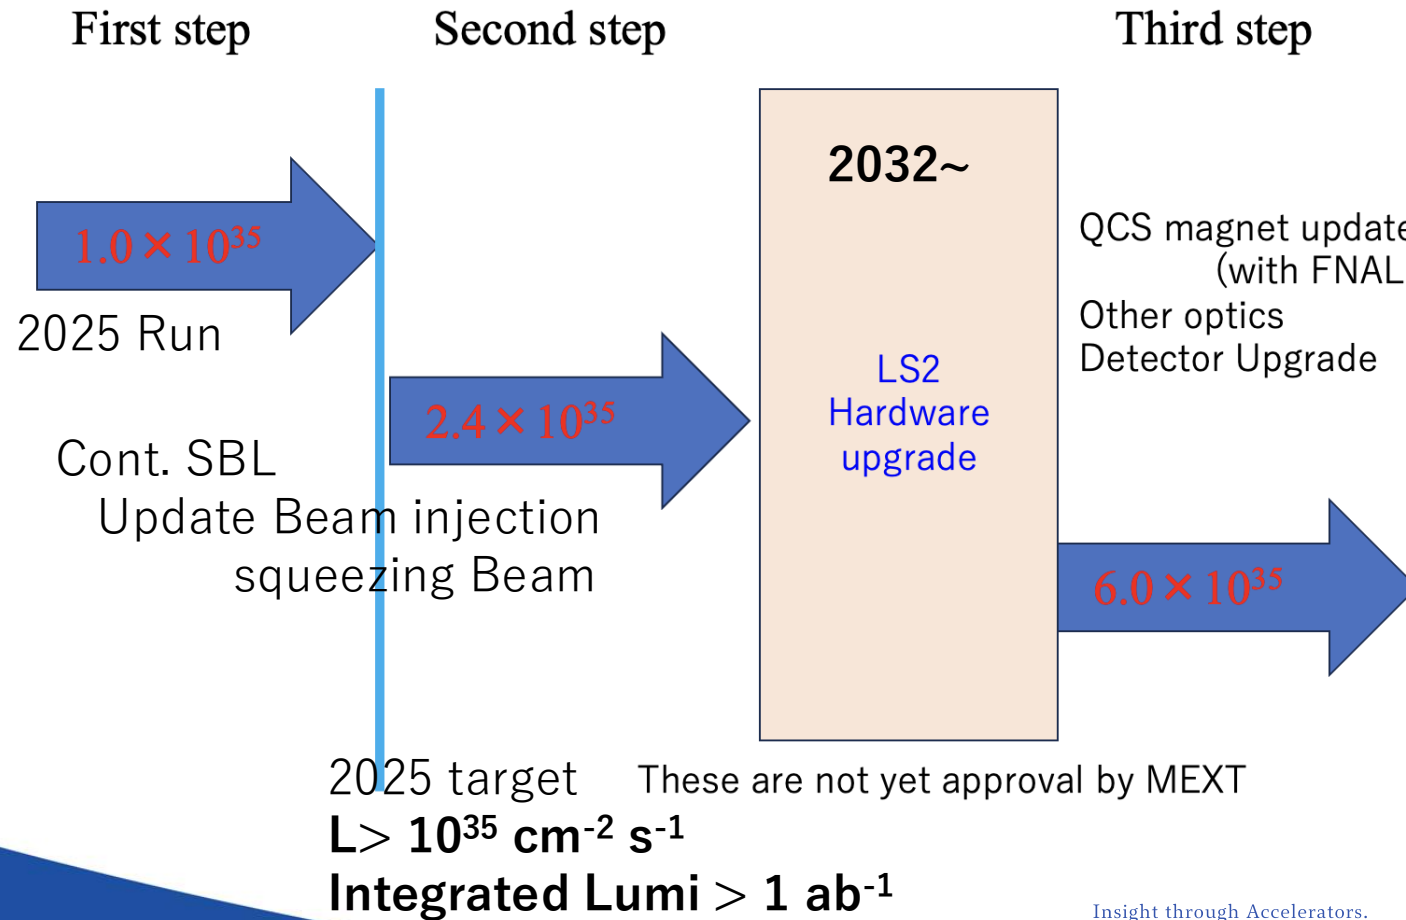 First step
Second step
Third step
1.0 × 10³⁵
2025 Run
Cont. SBL
Update Beam injection
squeezing Beam
2.4 × 10³⁵
2032~
LS2
Hardware
upgrade
QCS magnet update
(with FNAL
Other optics
Detector Upgrade
6.0 × 10³⁵
2025 target
L> 10³⁵ cm⁻² s⁻¹
Integrated Lumi > 1 ab⁻¹
These are not yet approval by MEXT
Insight through Accelerators.